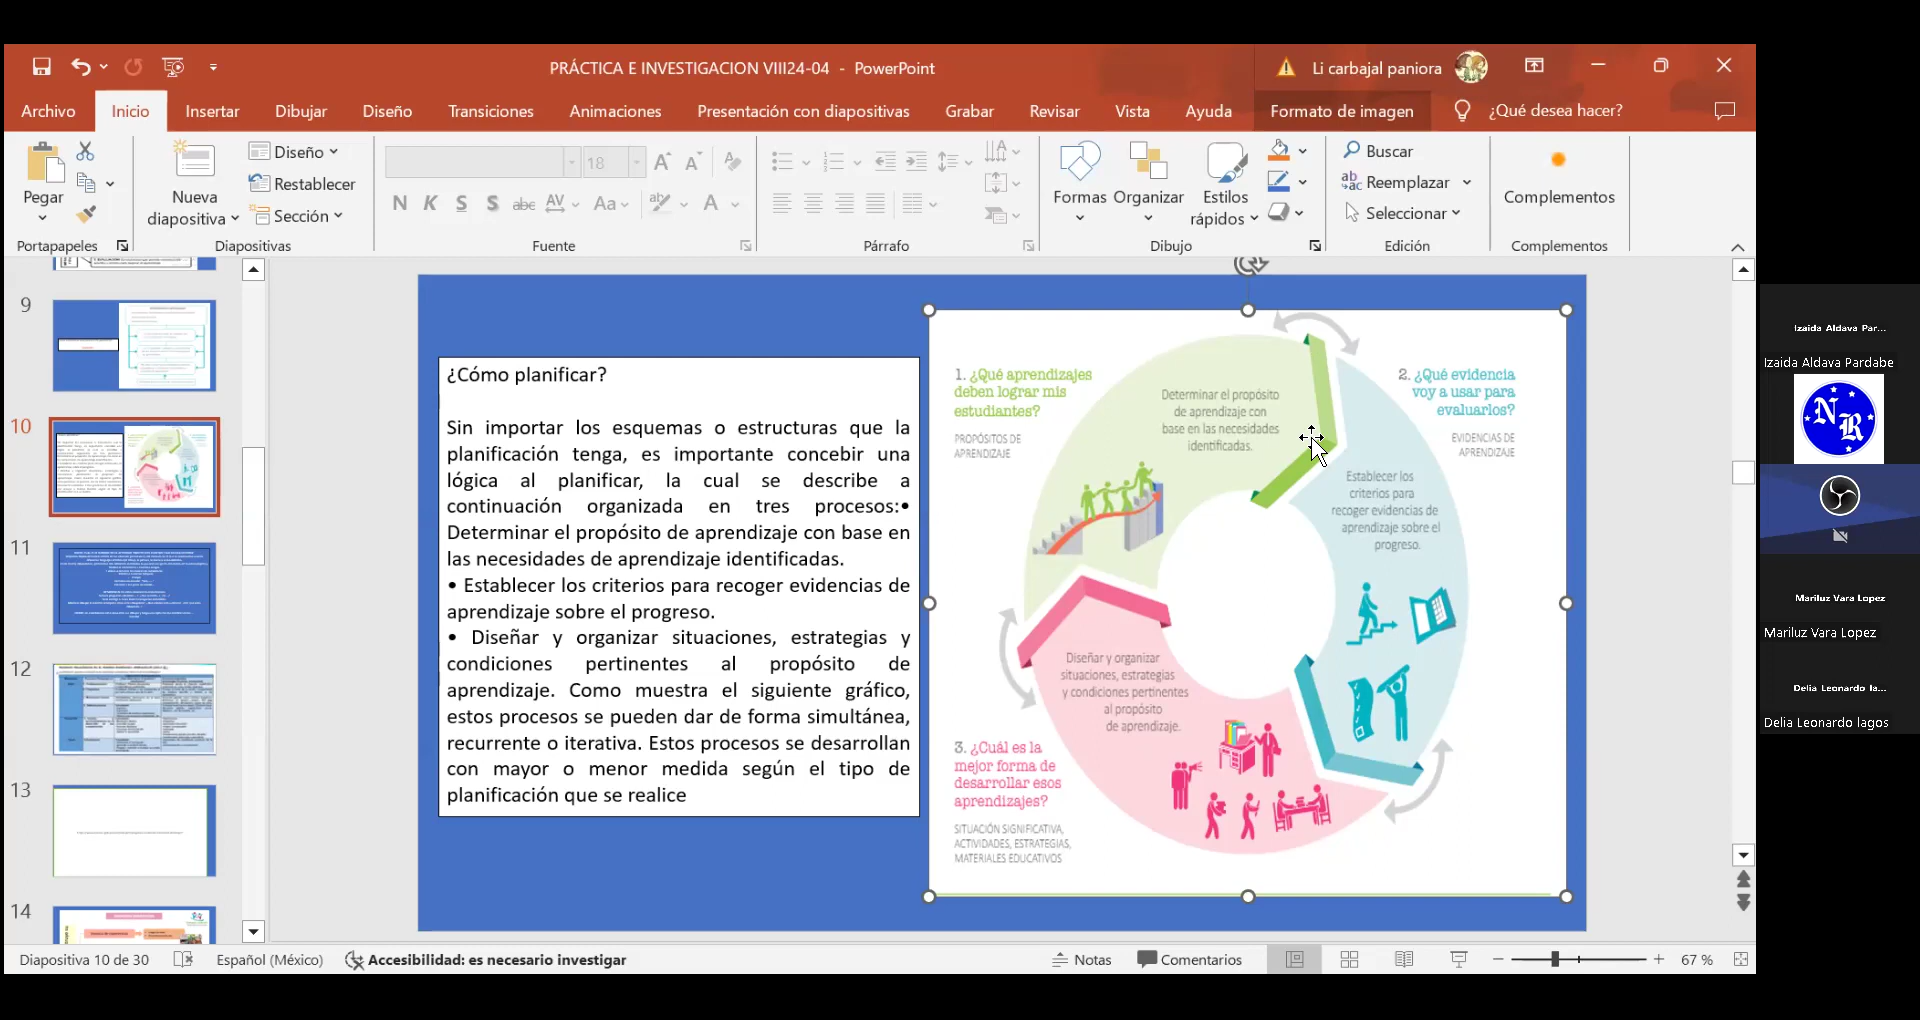 PRÁCTICA E INVESTIGACION VIII24-04 - PowerPoint
Li carbajal paniora
Archivo
Inicio
Insertar
Dibujar
Diseño
Transiciones
Animaciones
Presentación con diapositivas
Grabar
Revisar
Vista
Ayuda
Formato de imagen
¿Qué desea hacer?
Pegar
Portapapeles
Nueva
diapositiva
Diseño
Restablecer
Sección
Diapositivas
18
N K S S abc AV Aa A
Fuente
Párrafo
Formas
Organizar
Estilos
rápidos
Dibujo
Buscar
Reemplazar
Seleccionar
Edición
Complementos
Complementos
9
10
11
12
13
14
¿Cómo planificar?
Sin importar los esquemas o estructuras que la
planificación tenga, es importante concebir una
lógica al planificar, la cual se describe a
continuación organizada en tres procesos:•
Determinar el propósito de aprendizaje con base en
las necesidades de aprendizaje identificadas.
• Establecer los criterios para recoger evidencias de
aprendizaje sobre el progreso.
• Diseñar y organizar situaciones, estrategias y
condiciones pertinentes al propósito de
aprendizaje. Como muestra el siguiente gráfico,
estos procesos se pueden dar de forma simultánea,
recurrente o iterativa. Estos procesos se desarrollan
con mayor o menor medida según el tipo de
planificación que se realice
1. ¿Qué aprendizajes
deben lograr mis
estudiantes?
PROPÓSITOS DE
APRENDIZAJE
Determinar el propósito
de aprendizaje con
base en las necesidades
identificadas.
2. ¿Qué evidencia
voy a usar para
evaluarlos?
EVIDENCIAS DE
APRENDIZAJE
Establecer los
criterios para
recoger evidencias de
aprendizaje sobre el
progreso.
Diseñar y organizar
situaciones, estrategias
y condiciones pertinentes
al propósito
de aprendizaje.
3. ¿Cuál es la
mejor forma de
desarrollar esos
aprendizajes?
SITUACIÓN SIGNIFICATIVA,
ACTIVIDADES, ESTRATEGIAS,
MATERIALES EDUCATIVOS
Izaida Aldava Par...
Izaida Aldava Pardabe
NR
Mariluz Vara Lopez
Mariluz Vara Lopez
Delia Leonardo la...
Delia Leonardo lagos
Diapositiva 10 de 30
Español (México)
Accesibilidad: es necesario investigar
Notas
Comentarios
67 %